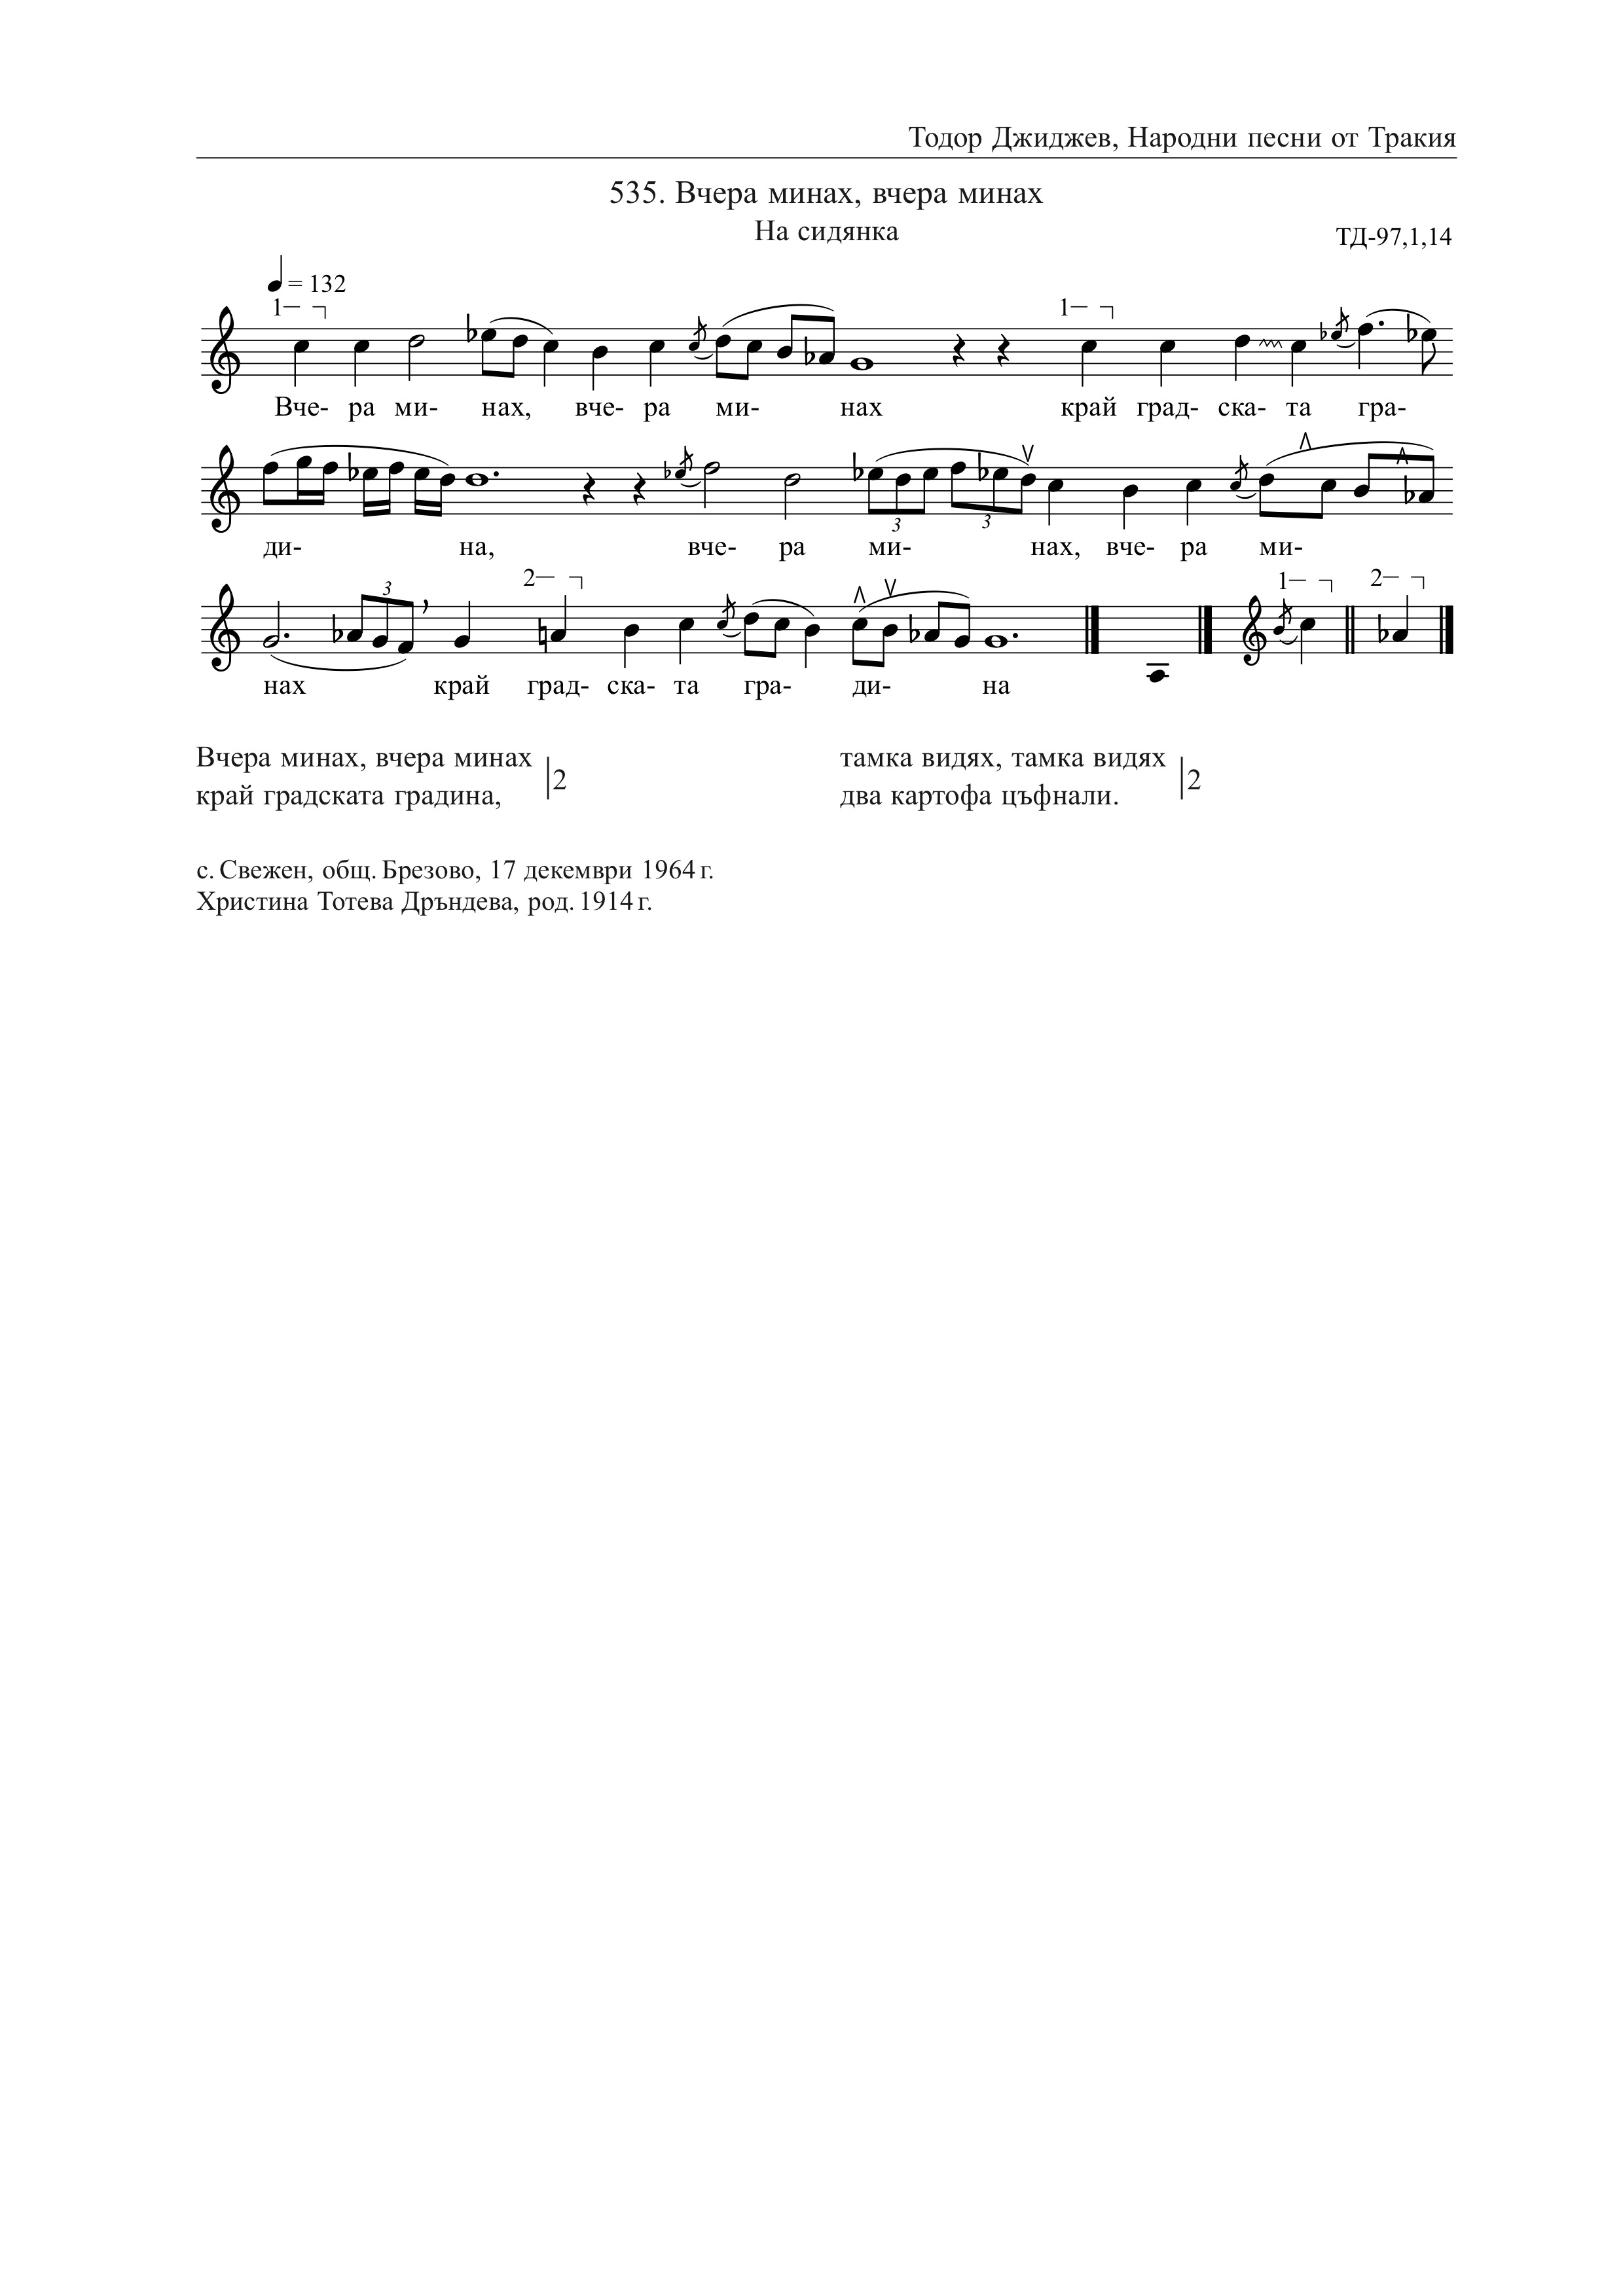 Тодор Джиджев, Народни песни от Тракия
535. Вчера минах, вчера минах
На сидянка
ТД-97,1,14
= 132
1 1
Вче- ра ми- нах, вче- ра ми- нах край град- ска- та гра-
3 3
ди- на, вче- ра ми- нах, вче- ра ми-
3 2 1 2
нах край град- ска- та гра- ди- на
Вчера минах, вчера минах
край градската градина, |2
тамка видях, тамка видях
два картофа цъфнали. |2
с. Свежен, общ. Брезово, 17 декември 1964 г.
Христина Тотева Дръндева, род. 1914 г.